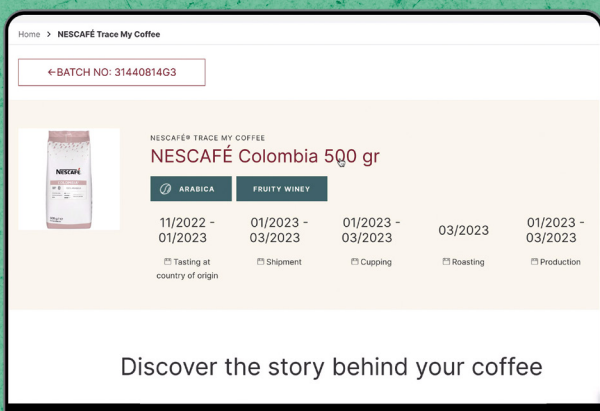 Home > NESCAFÉ Trace My Coffee
←BATCH NO: 31440814G3
NESCAFÉ® TRACE MY COFFEE
NESCAFÉ Colombia 500 gr
NESCAFÉ
ARABICA
FRUITY WINEY
11/2022 - 01/2023
01/2023 - 03/2023
01/2023 - 03/2023
03/2023
01/2023 - 03/2023
Tasting at country of origin
Shipment
Cupping
Roasting
Production
Discover the story behind your coffee